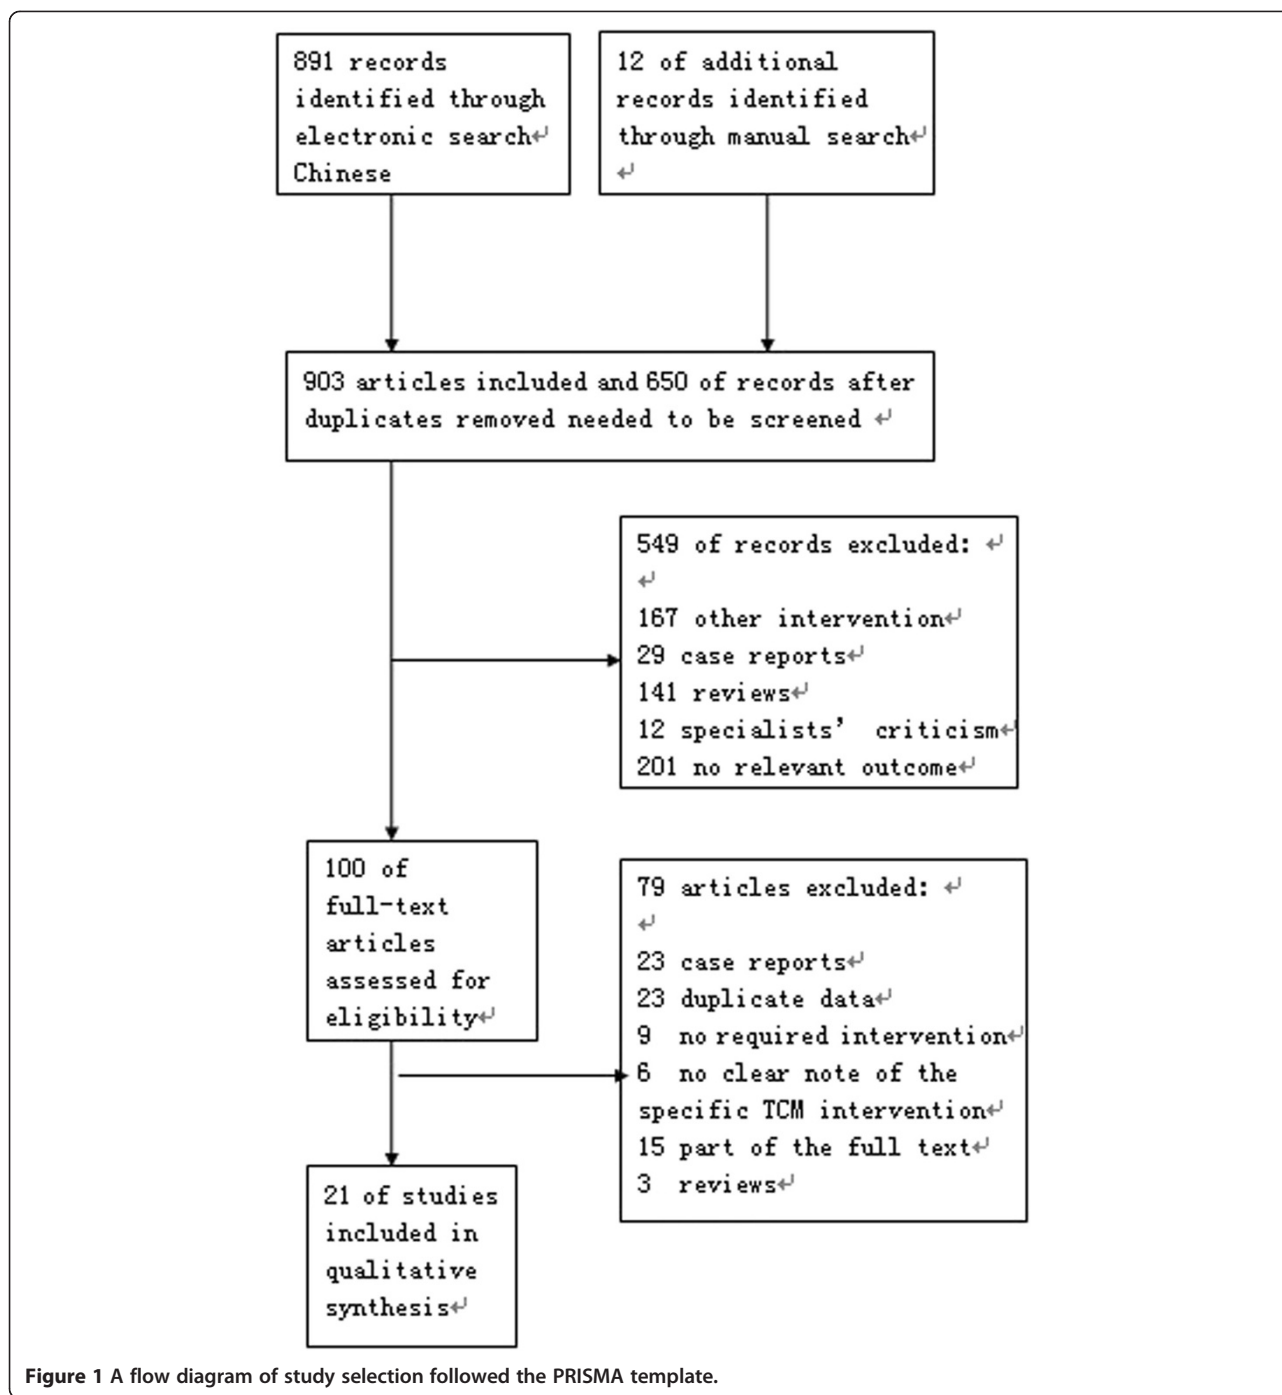 891 records
identified through
electronic search↵
Chinese
12 of additional
records identified
through manual search↵
↵
903 articles included and 650 of records after
duplicates removed needed to be screened ↵
549 of records excluded: ↵
↵
167 other intervention↵
29 case reports↵
141 reviews↵
12 specialists’ criticism↵
201 no relevant outcome↵
100 of
full-text
articles
assessed for
eligibility↵
79 articles excluded: ↵
↵
23 case reports↵
23 duplicate data↵
9 no required intervention↵
6 no clear note of the
specific TCM intervention↵
15 part of the full text↵
3 reviews↵
21 of studies
included in
qualitative
synthesis↵
Figure 1 A flow diagram of study selection followed the PRISMA template.